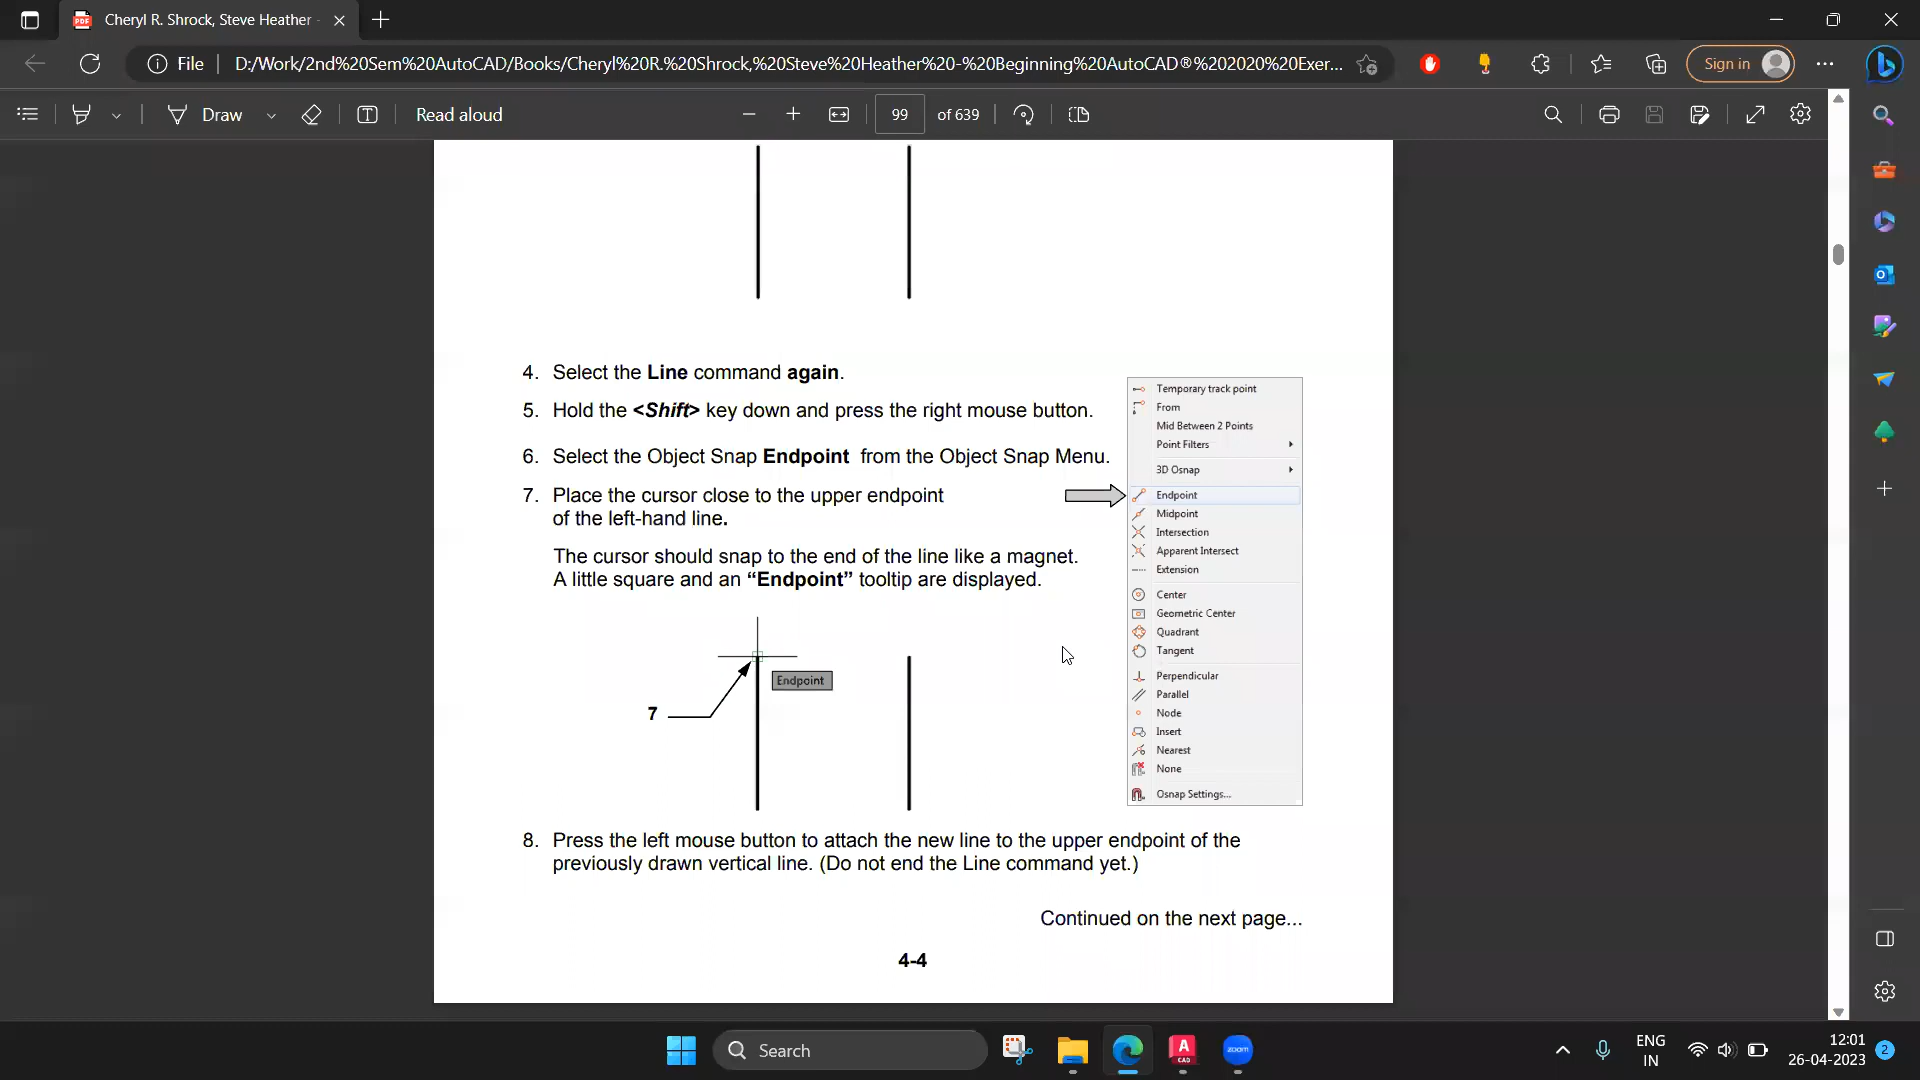 Cheryl R. Shrock, Steve Heather -
File
D:/Work/2nd%20Sem%20AutoCAD/Books/Cheryl%20R.%20Shrock,%20Steve%20Heather%20-%20Beginning%20AutoCAD®%202020%20Exer...
Sign in
Draw
Read aloud
99
of 639
4. Select the Line command again.
5. Hold the <Shift> key down and press the right mouse button.
6. Select the Object Snap Endpoint from the Object Snap Menu.
7. Place the cursor close to the upper endpoint
of the left-hand line.
The cursor should snap to the end of the line like a magnet.
A little square and an “Endpoint” tooltip are displayed.
Temporary track point
From
Mid Between 2 Points
Point Filters
3D Osnap
Endpoint
Midpoint
Intersection
Apparent Intersect
Extension
Center
Geometric Center
Quadrant
Tangent
Perpendicular
Parallel
Node
Insert
Nearest
None
Osnap Settings...
Endpoint
7
8. Press the left mouse button to attach the new line to the upper endpoint of the
previously drawn vertical line. (Do not end the Line command yet.)
Continued on the next page...
4-4
Search
A
CAD
zoom
ENG
IN
12:01
26-04-2023
2